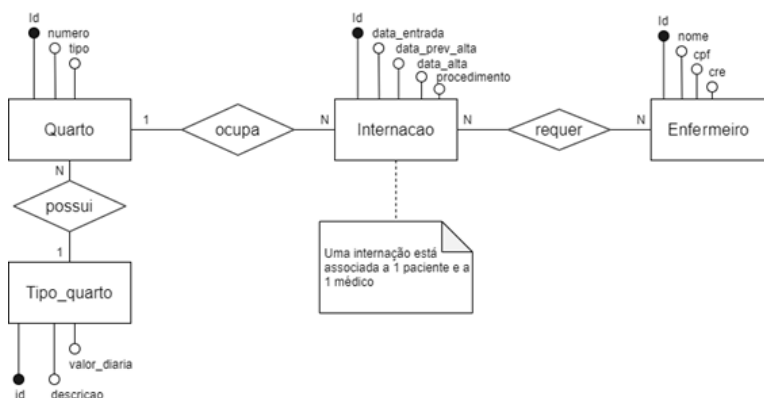 Id
numero
tipo
Quarto
1
ocupa
N
Id
data_entrada
data_prev_alta
data_alta
procedimento
Internacao
N
requer
N
Id
nome
cpf
cre
Enfermeiro
N
possui
1
Tipo_quarto
valor_diaria
id
descricao
Uma internação está
associada a 1 paciente e a
1 médico